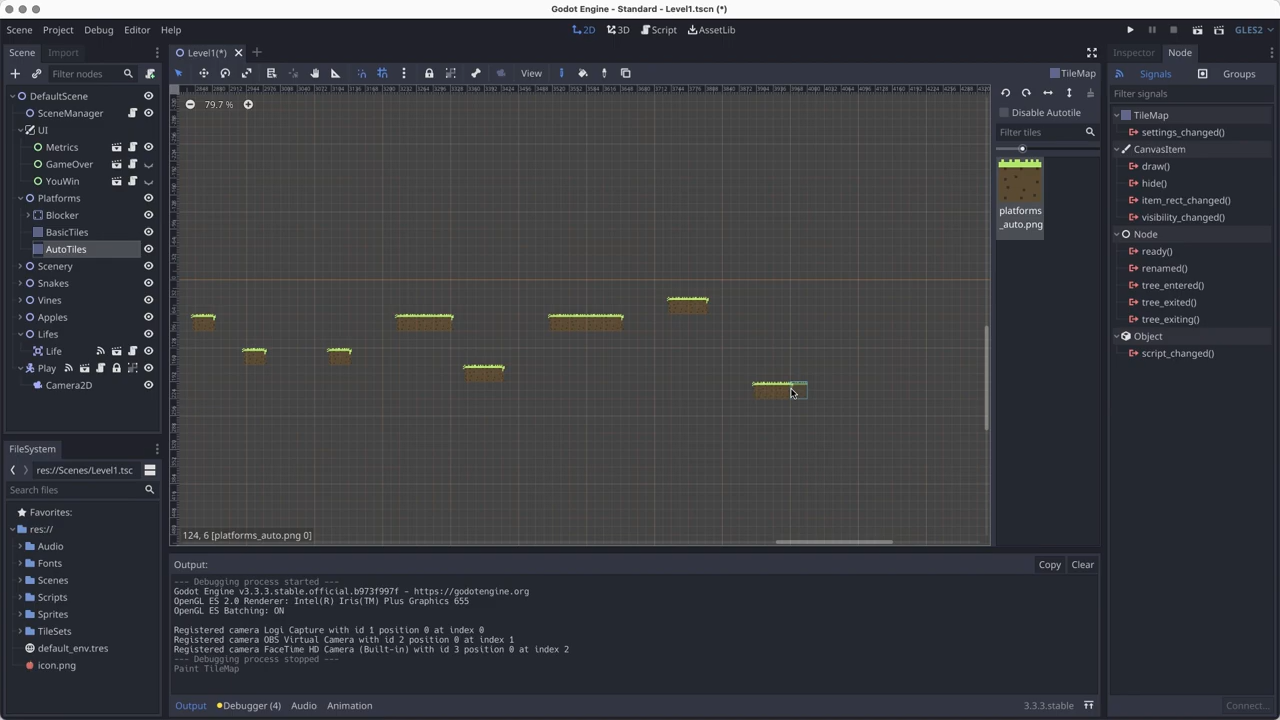 Godot Engine - Standard - Level1.tscn (*)
Scene Project Debug Editor Help
2D 3D Script AssetLib
GLES2
Scene Import
Level1(*)
Inspector Node
Filter nodes
View
TileMap
Signals Groups
79.7 %
Filter signals
DefaultScene
SceneManager
UI
Metrics
GameOver
YouWin
Platforms
Blocker
BasicTiles
AutoTiles
Scenery
Snakes
Vines
Apples
Lifes
Life
Play
Camera2D
Disable Autotile
Filter tiles
platforms
_auto.png
TileMap
settings_changed()
CanvasItem
draw()
hide()
item_rect_changed()
visibility_changed()
Node
ready()
renamed()
tree_entered()
tree_exited()
tree_exiting()
Object
script_changed()
124, 6 [platforms_auto.png 0]
FileSystem
res://Scenes/Level1.tsc
Search files
Favorites:
res://
Audio
Fonts
Scenes
Scripts
Sprites
TileSets
default_env.tres
icon.png
Output:
Copy Clear
--- Debugging process started ---
Godot Engine v3.3.3.stable.official.b973f997f - https://godotengine.org
OpenGL ES 2.0 Renderer: Intel(R) Iris(TM) Plus Graphics 655
OpenGL ES Batching: ON
Registered camera Logi Capture with id 1 position 0 at index 0
Registered camera OBS Virtual Camera with id 2 position 0 at index 1
Registered camera FaceTime HD Camera (Built-in) with id 3 position 0 at index 2
--- Debugging process stopped ---
Paint TileMap
Output Debugger (4) Audio Animation
3.3.3.stable
Connect...